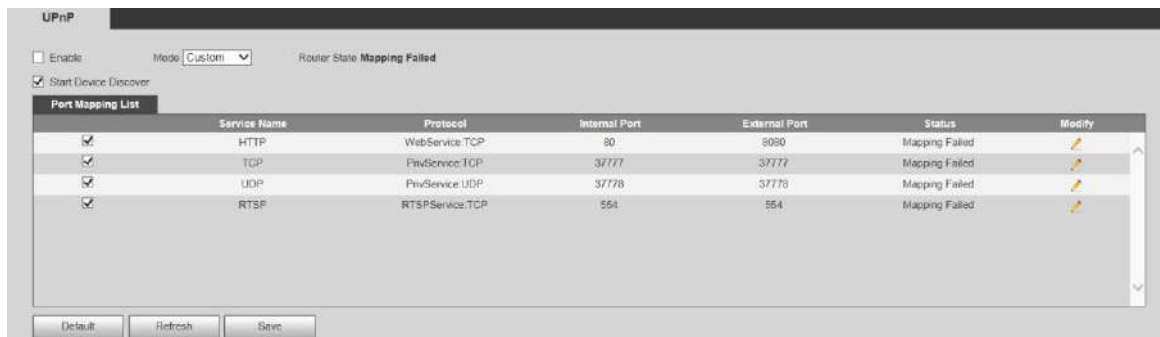 UPnP
Enable Mode Custom Router State Mapping Failed
Start Device Discover
Port Mapping List
Service Name Protocol Internal Port External Port Status Modify
HTTP WebService:TCP 80 8080 Mapping Failed
TCP PrivService:TCP 37777 37777 Mapping Failed
UDP PrivService:UDP 37778 37778 Mapping Failed
RTSP RTSPService:TCP 554 554 Mapping Failed
Default Refresh Save